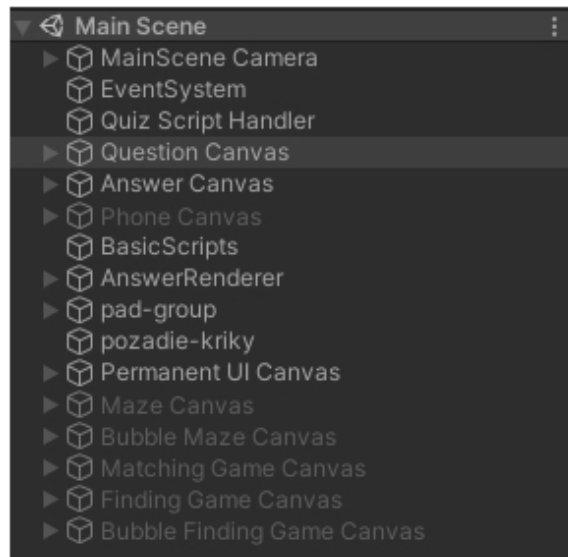 Main Scene
MainScene Camera
EventSystem
Quiz Script Handler
Question Canvas
Answer Canvas
Phone Canvas
BasicScripts
AnswerRenderer
pad-group
pozadie-kriky
Permanent UI Canvas
Maze Canvas
Bubble Maze Canvas
Matching Game Canvas
Finding Game Canvas
Bubble Finding Game Canvas